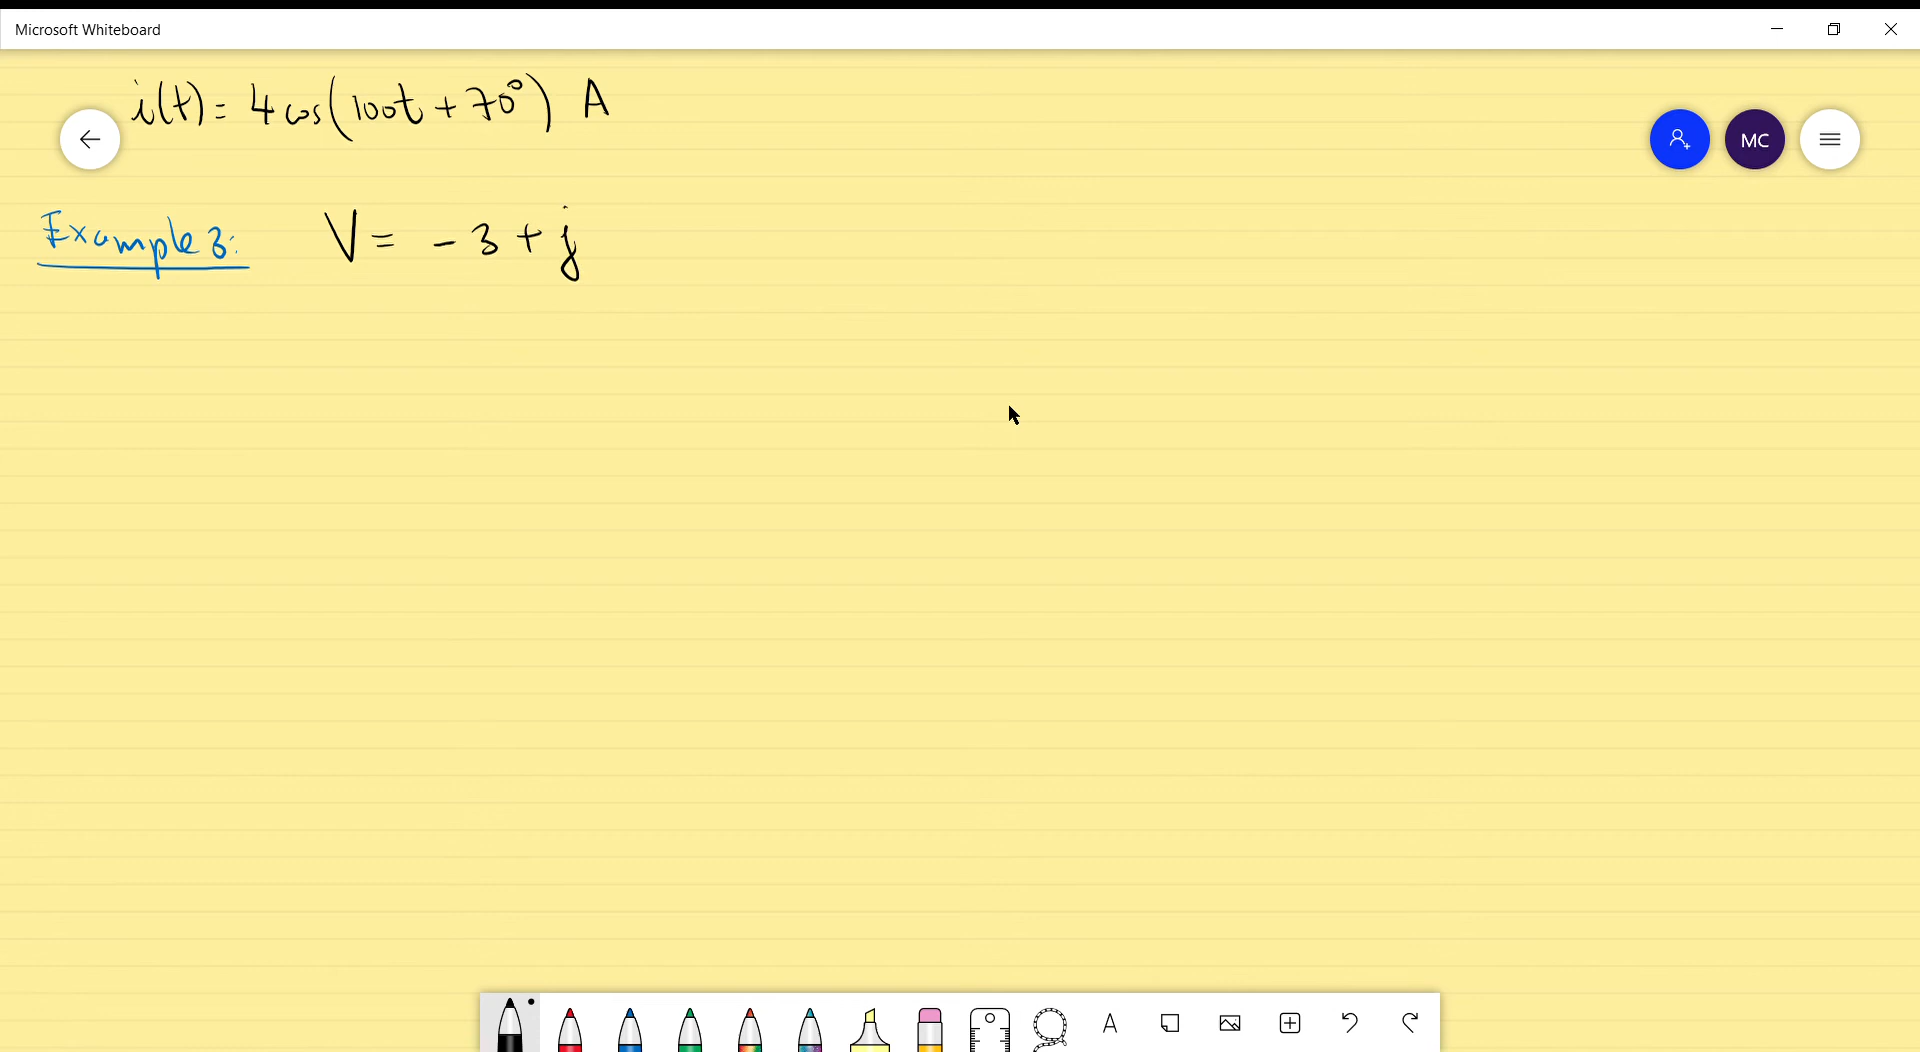 Microsoft Whiteboard
i(t) = 4 cos(100t + 70°) A
MC
Example 3: V = - 3 + j
A